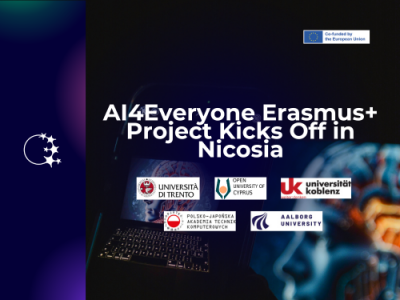 Co-funded by
the European Union
AI4Everyone Erasmus+
Project Kicks Off in
Nicosia
UNIVERSITÀ
DI TRENTO
OPEN
UNIVERSITY OF
CYPRUS
uk universität
koblenz
POLSKO-JAPOŃSKA
AKADEMIA TECHNIK
KOMPUTEROWYCH
AALBORG
UNIVERSITY